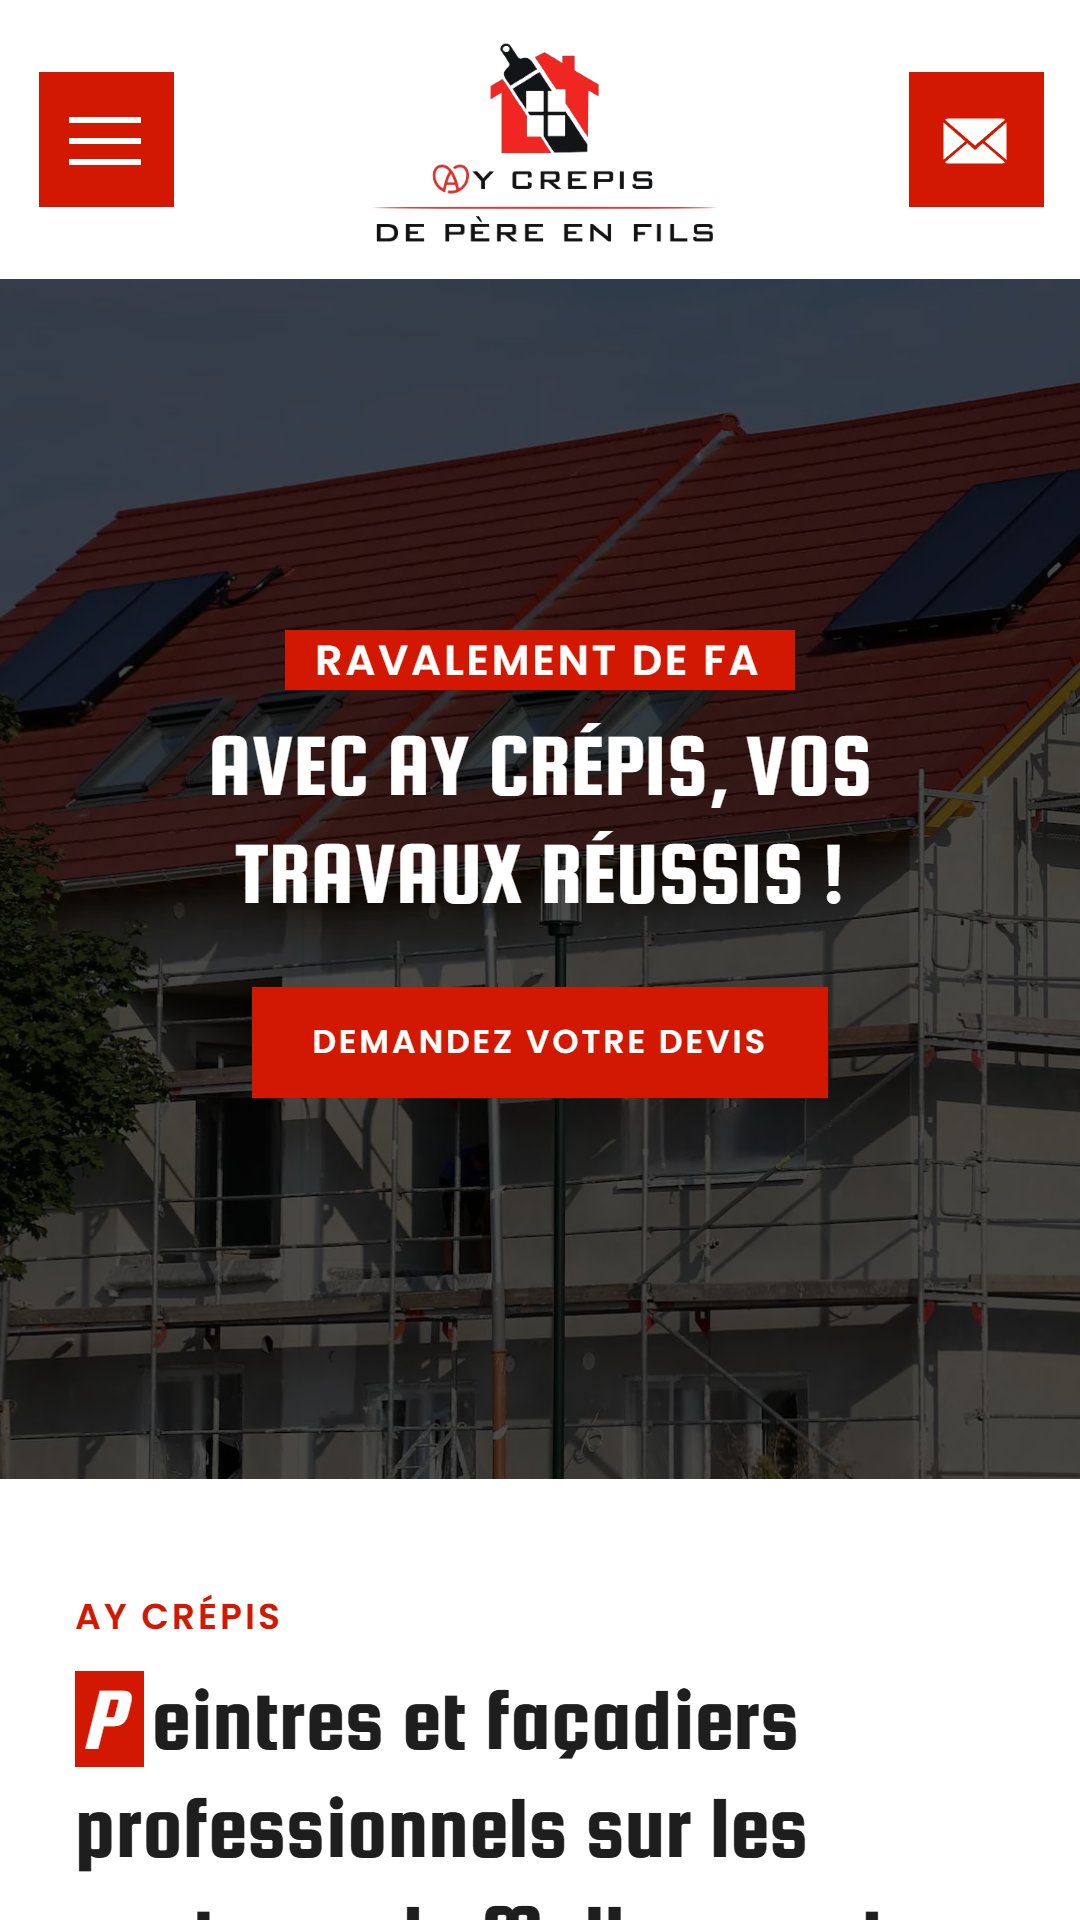 AY CREPIS
DE PÈRE EN FILS
RAVALEMENT DE FA
AVEC AY CRÉPIS, VOS
TRAVAUX RÉUSSIS !
DEMANDEZ VOTRE DEVIS
AY CRÉPIS
Peintres et façadiers
professionnels sur les